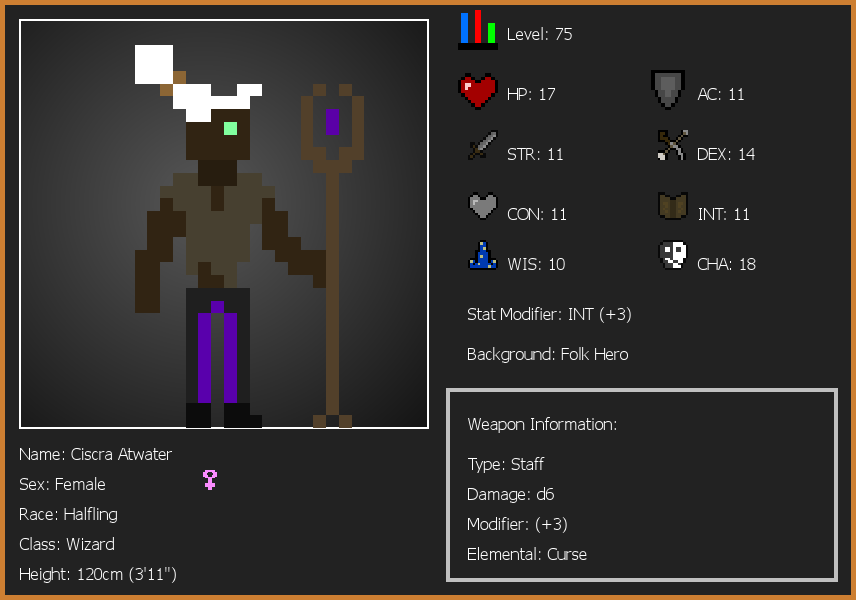 Level: 75
HP: 17
AC: 11
STR: 11
DEX: 14
CON: 11
INT: 11
WIS: 10
CHA: 18
Stat Modifier: INT (+3)
Background: Folk Hero
Weapon Information:
Type: Staff
Damage: d6
Modifier: (+3)
Elemental: Curse
Name: Ciscra Atwater
Sex: Female
Race: Halfling
Class: Wizard
Height: 120cm (3'11")